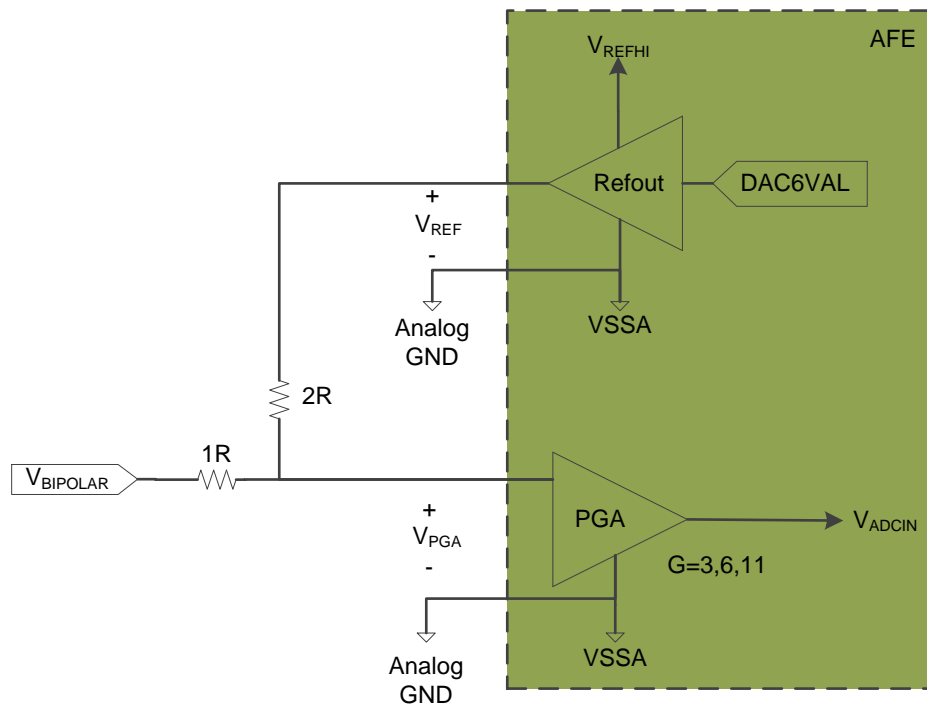 AFE
VREFHI
Refout
DAC6VAL
+
VREF
-
Analog
GND
VSSA
2R
1R
VBIPOLAR
+
VPGA
-
PGA
VADCIN
G=3,6,11
Analog
GND
VSSA